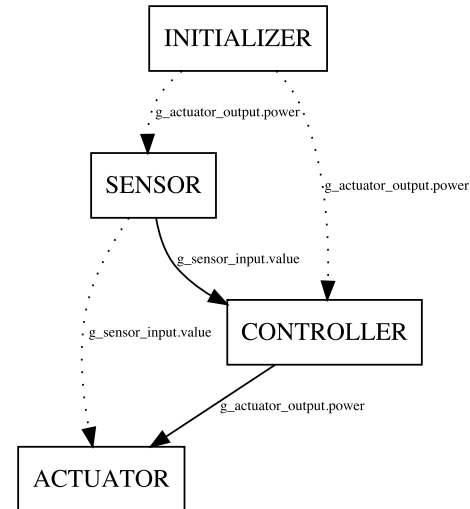 INITIALIZER
g_actuator_output.power
SENSOR
g_actuator_output.power
g_sensor_input.value
CONTROLLER
g_sensor_input.value
g_actuator_output.power
ACTUATOR